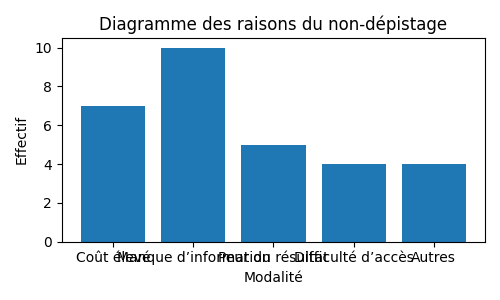 Diagramme des raisons du non-dépistage
10
8
6
4
2
0
Effectif
Coût élevé Manque d’information Peur du résultat Difficulté d’accès Autres
Modalité